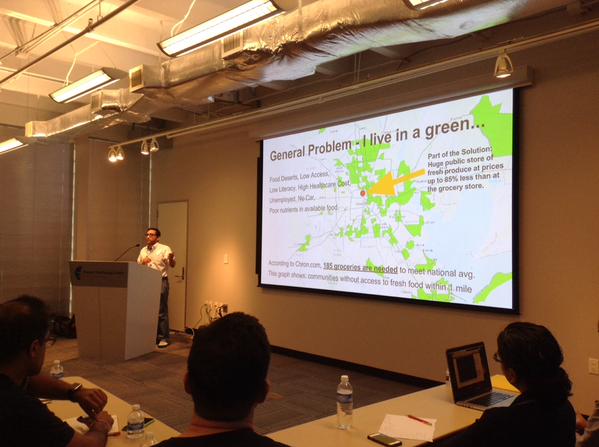 General Problem - I live in a green...
Food Deserts, Low Access,
Low Literacy, High Healthcare Cost,
Unemployed, No Car,
Poor nutrients in available food
Part of the Solution:
Huge public store of
fresh produce at prices
up to 85% less than at
the grocery store.
According to Chron.com, 185 groceries are needed to meet national avg.
This graph shows: communities without access to fresh food within 1 mile